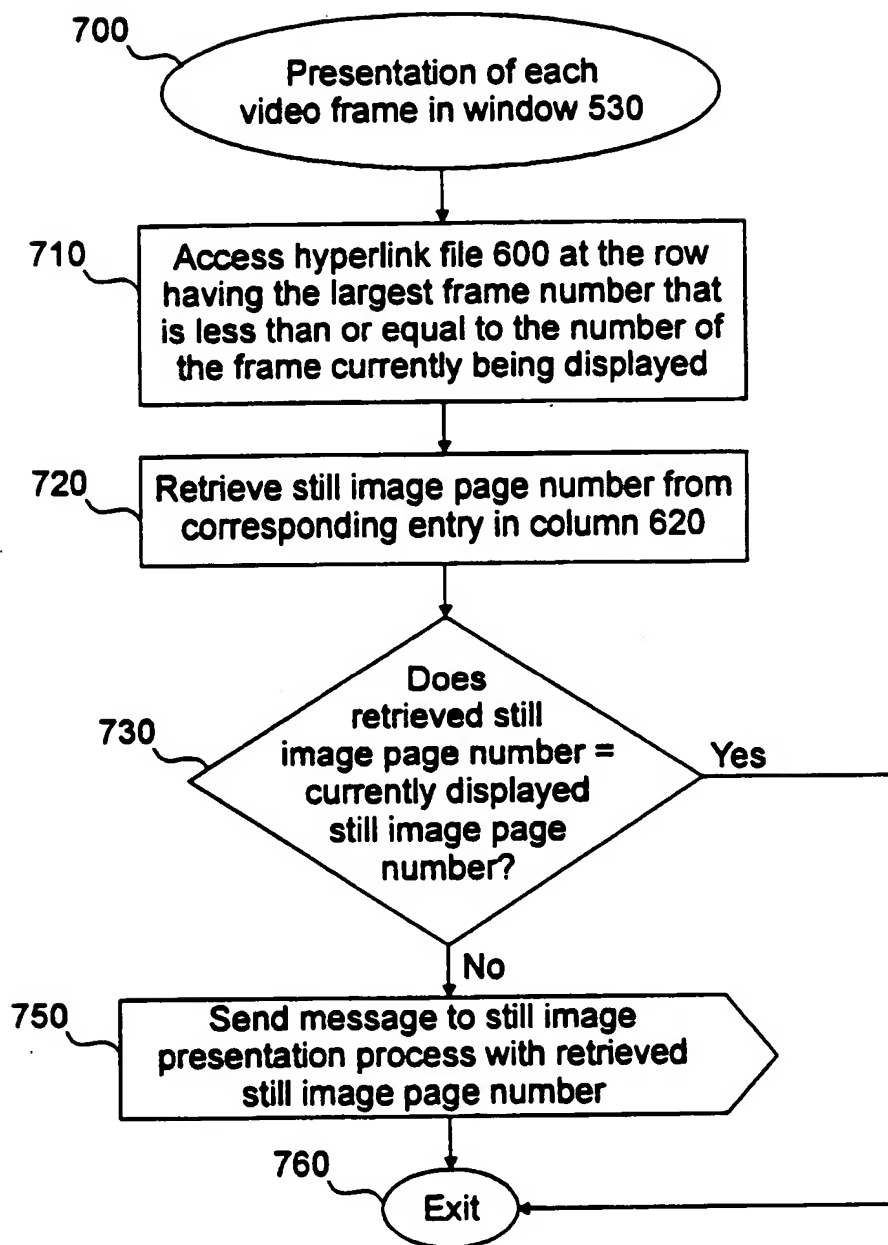 700
Presentation of each
video frame in window 530
710
Access hyperlink file 600 at the row
having the largest frame number that
is less than or equal to the number of
the frame currently being displayed
720
Retrieve still image page number from
corresponding entry in column 620
730
Does
retrieved still
image page number =
currently displayed
still image page
number?
Yes
No
750
Send message to still image
presentation process with retrieved
still image page number
760
Exit